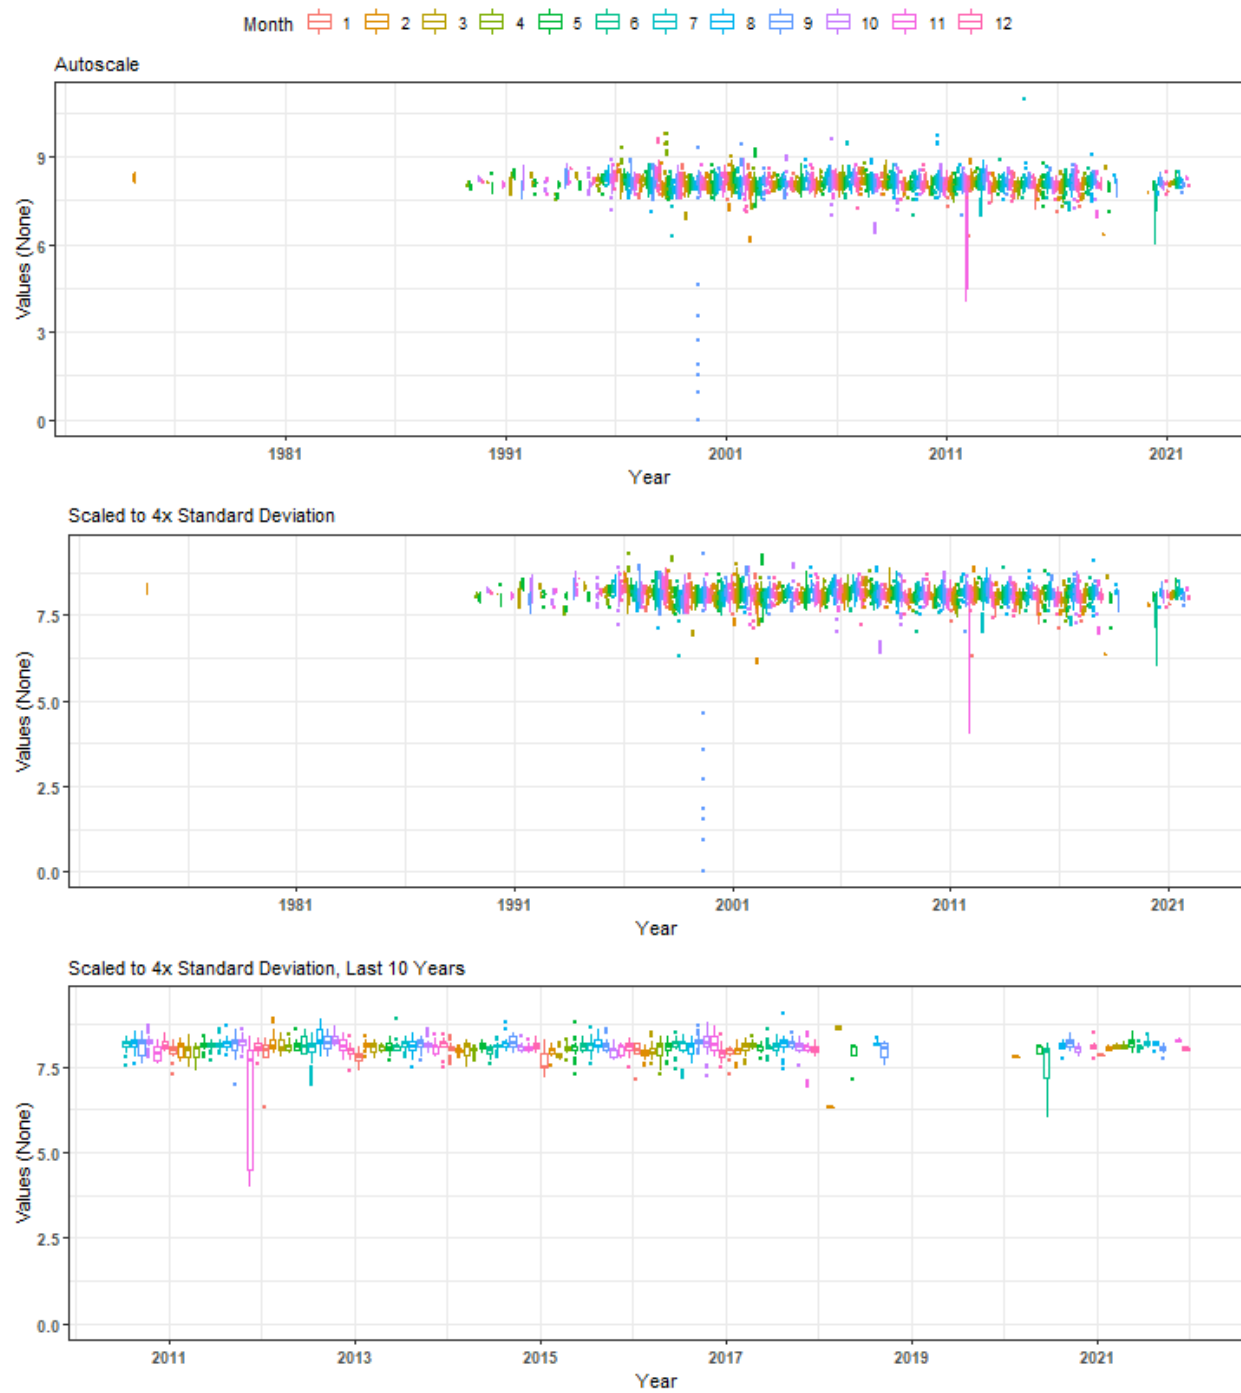 Month 1 2 3 4 5 6 7 8 9 10 11 12
Autoscale
Values (None)
9
6
3
0
1981 1991 2001 2011 2021
Year
Scaled to 4x Standard Deviation
Values (None)
7.5
5.0
2.5
0.0
1981 1991 2001 2011 2021
Year
Scaled to 4x Standard Deviation, Last 10 Years
Values (None)
7.5
5.0
2.5
0.0
2011 2013 2015 2017 2019 2021
Year